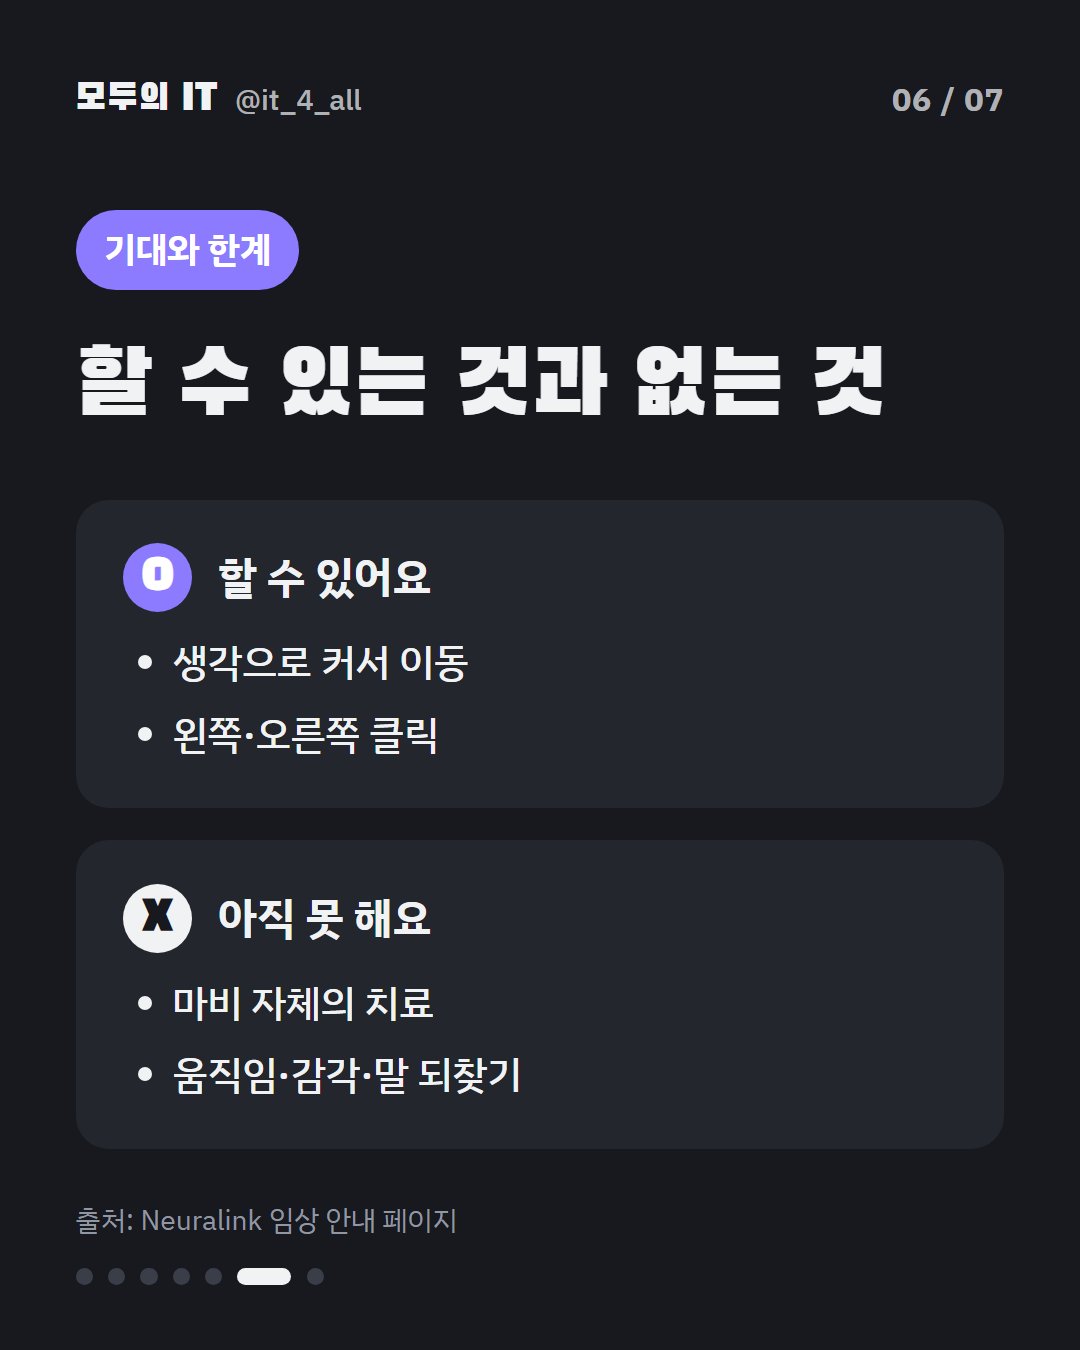 모두의 IT @it_4_all
06 / 07
기대와 한계
할 수 있는 것과 없는 것
O 할 수 있어요
• 생각으로 커서 이동
• 왼쪽·오른쪽 클릭
X 아직 못 해요
• 마비 자체의 치료
• 움직임·감각·말 되찾기
출처: Neuralink 임상 안내 페이지